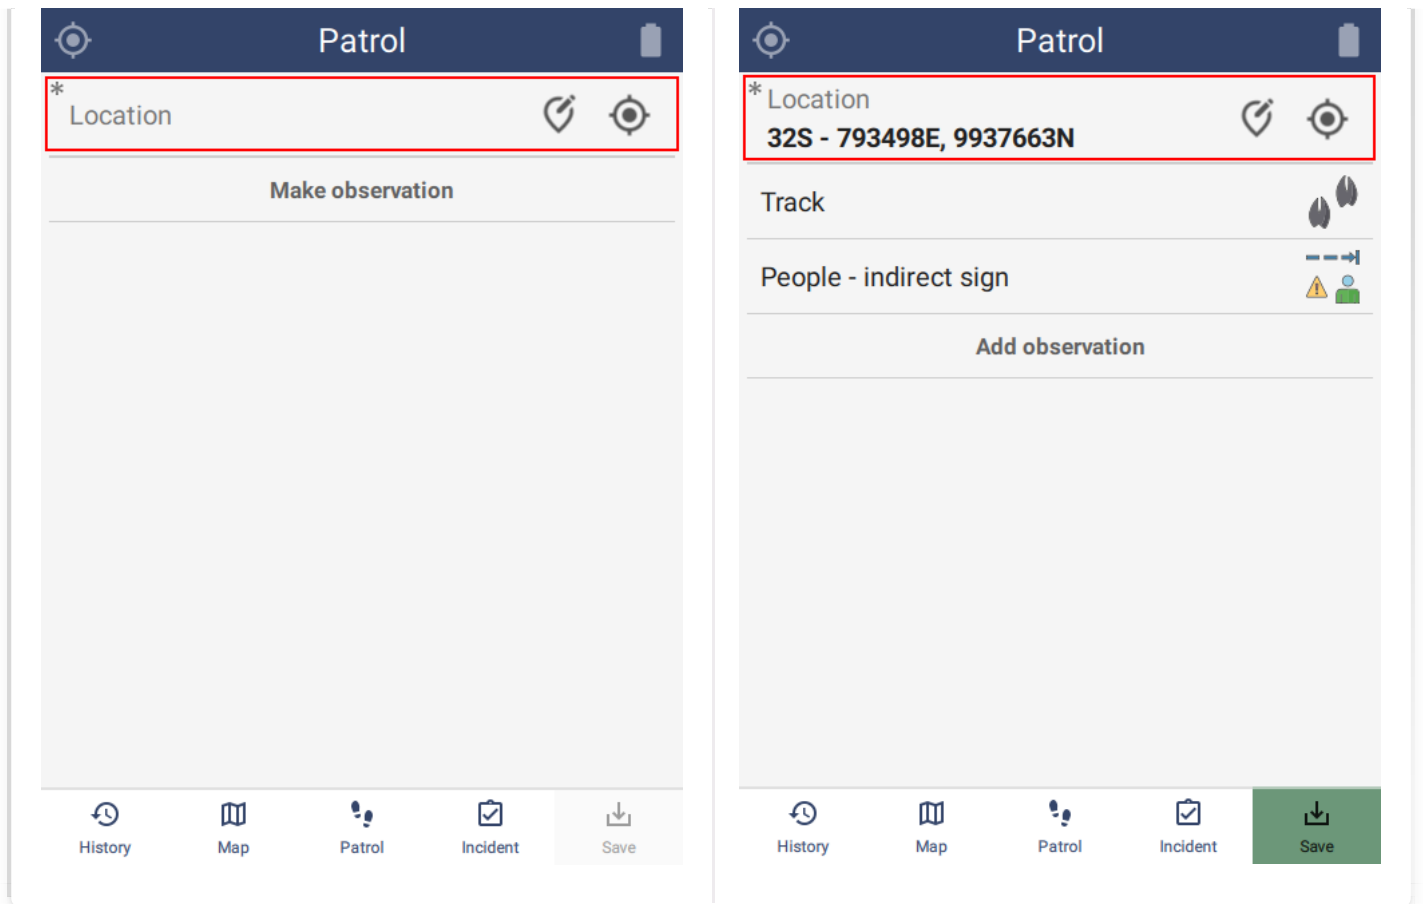 Patrol
*
Location
Make observation
History
Map
Patrol
Incident
Save
Patrol
*
Location
32S - 793498E, 9937663N
Track
People - indirect sign
Add observation
History
Map
Patrol
Incident
Save